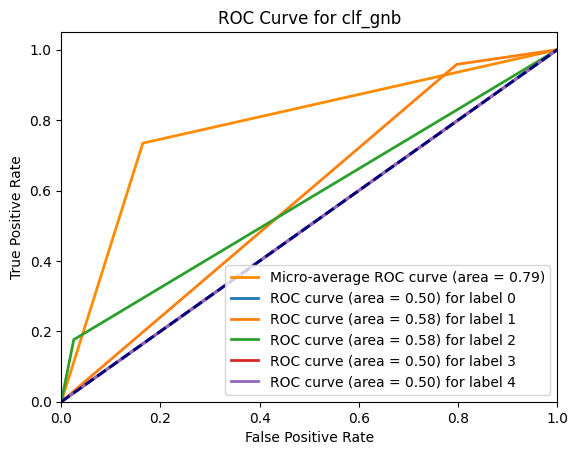 ROC Curve for clf_gnb
True Positive Rate
1.0
0.8
0.6
0.4
0.2
0.0
Micro-average ROC curve (area = 0.79)
ROC curve (area = 0.50) for label 0
ROC curve (area = 0.58) for label 1
ROC curve (area = 0.58) for label 2
ROC curve (area = 0.50) for label 3
ROC curve (area = 0.50) for label 4
0.0 0.2 0.4 0.6 0.8 1.0
False Positive Rate